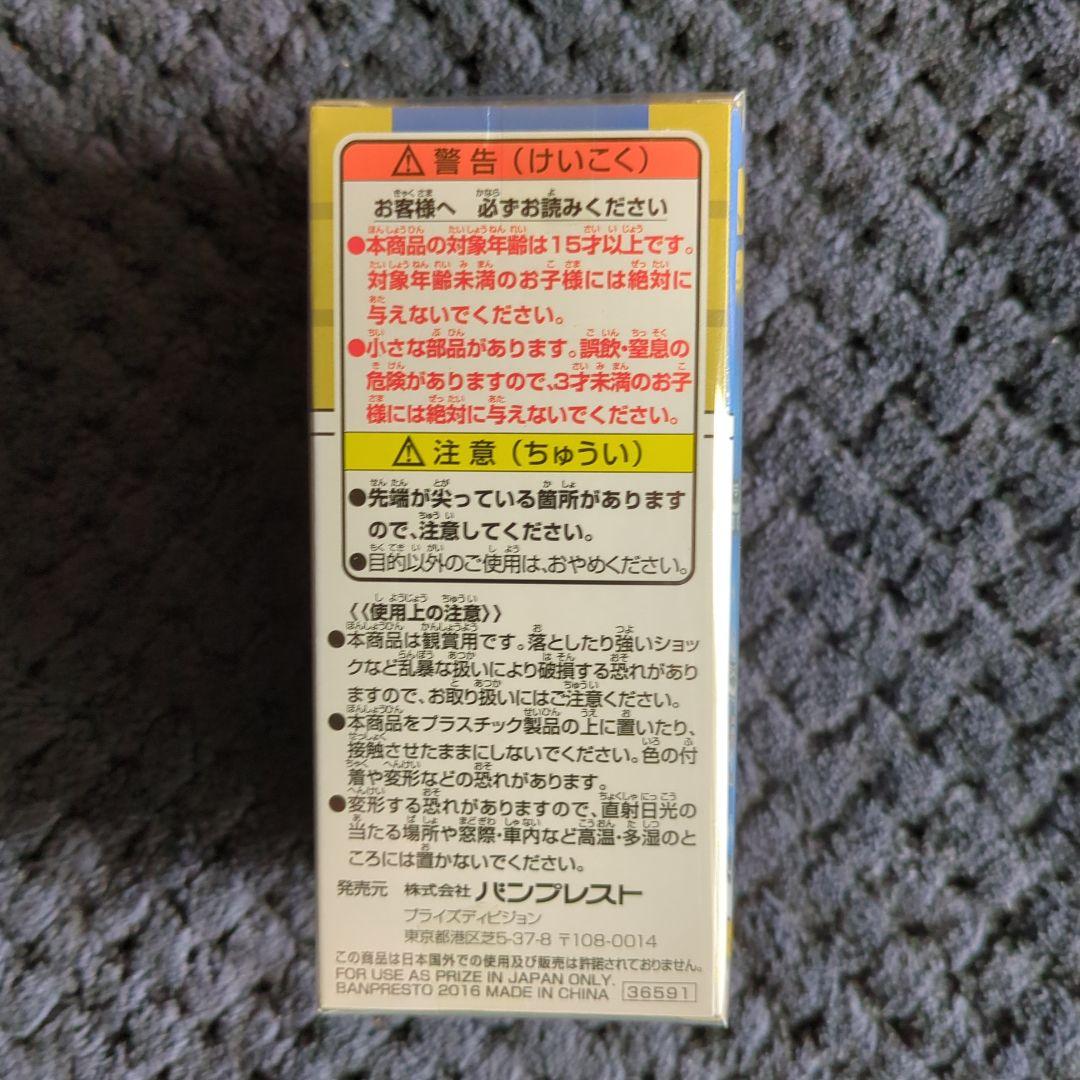 ⚠警告（けいこく）
お客様へ 必ずお読みください
●本商品の対象年齢は15才以上です。
対象年齢未満のお子様には絶対に
与えないでください。
●小さな部品があります。誤飲・窒息の
危険がありますので、3才未満のお子
様には絶対に与えないでください。
⚠注意（ちゅうい）
●先端が尖っている箇所があります
ので、注意してください。
●目的以外のご使用は、おやめください。
《使用上の注意》
●本商品は観賞用です。落としたり強いショッ
クなど乱暴な扱いにより破損する恐れがあり
ますので、お取り扱いにはご注意ください。
●本商品をプラスチック製品の上に置いたり、
接触させたままにしないでください。色の付
着や変形などの恐れがあります。
●変形する恐れがありますので、直射日光の
当たる場所や窓際・車内など高温・多湿のと
ころには置かないでください。
発売元 株式会社 バンプレスト
プライズディビジョン
東京都港区芝5-37-8 〒108-0014
この商品は日本国外での使用及び販売は許諾されておりません。
FOR USE AS PRIZE IN JAPAN ONLY.
BANPRESTO 2016 MADE IN CHINA 36591